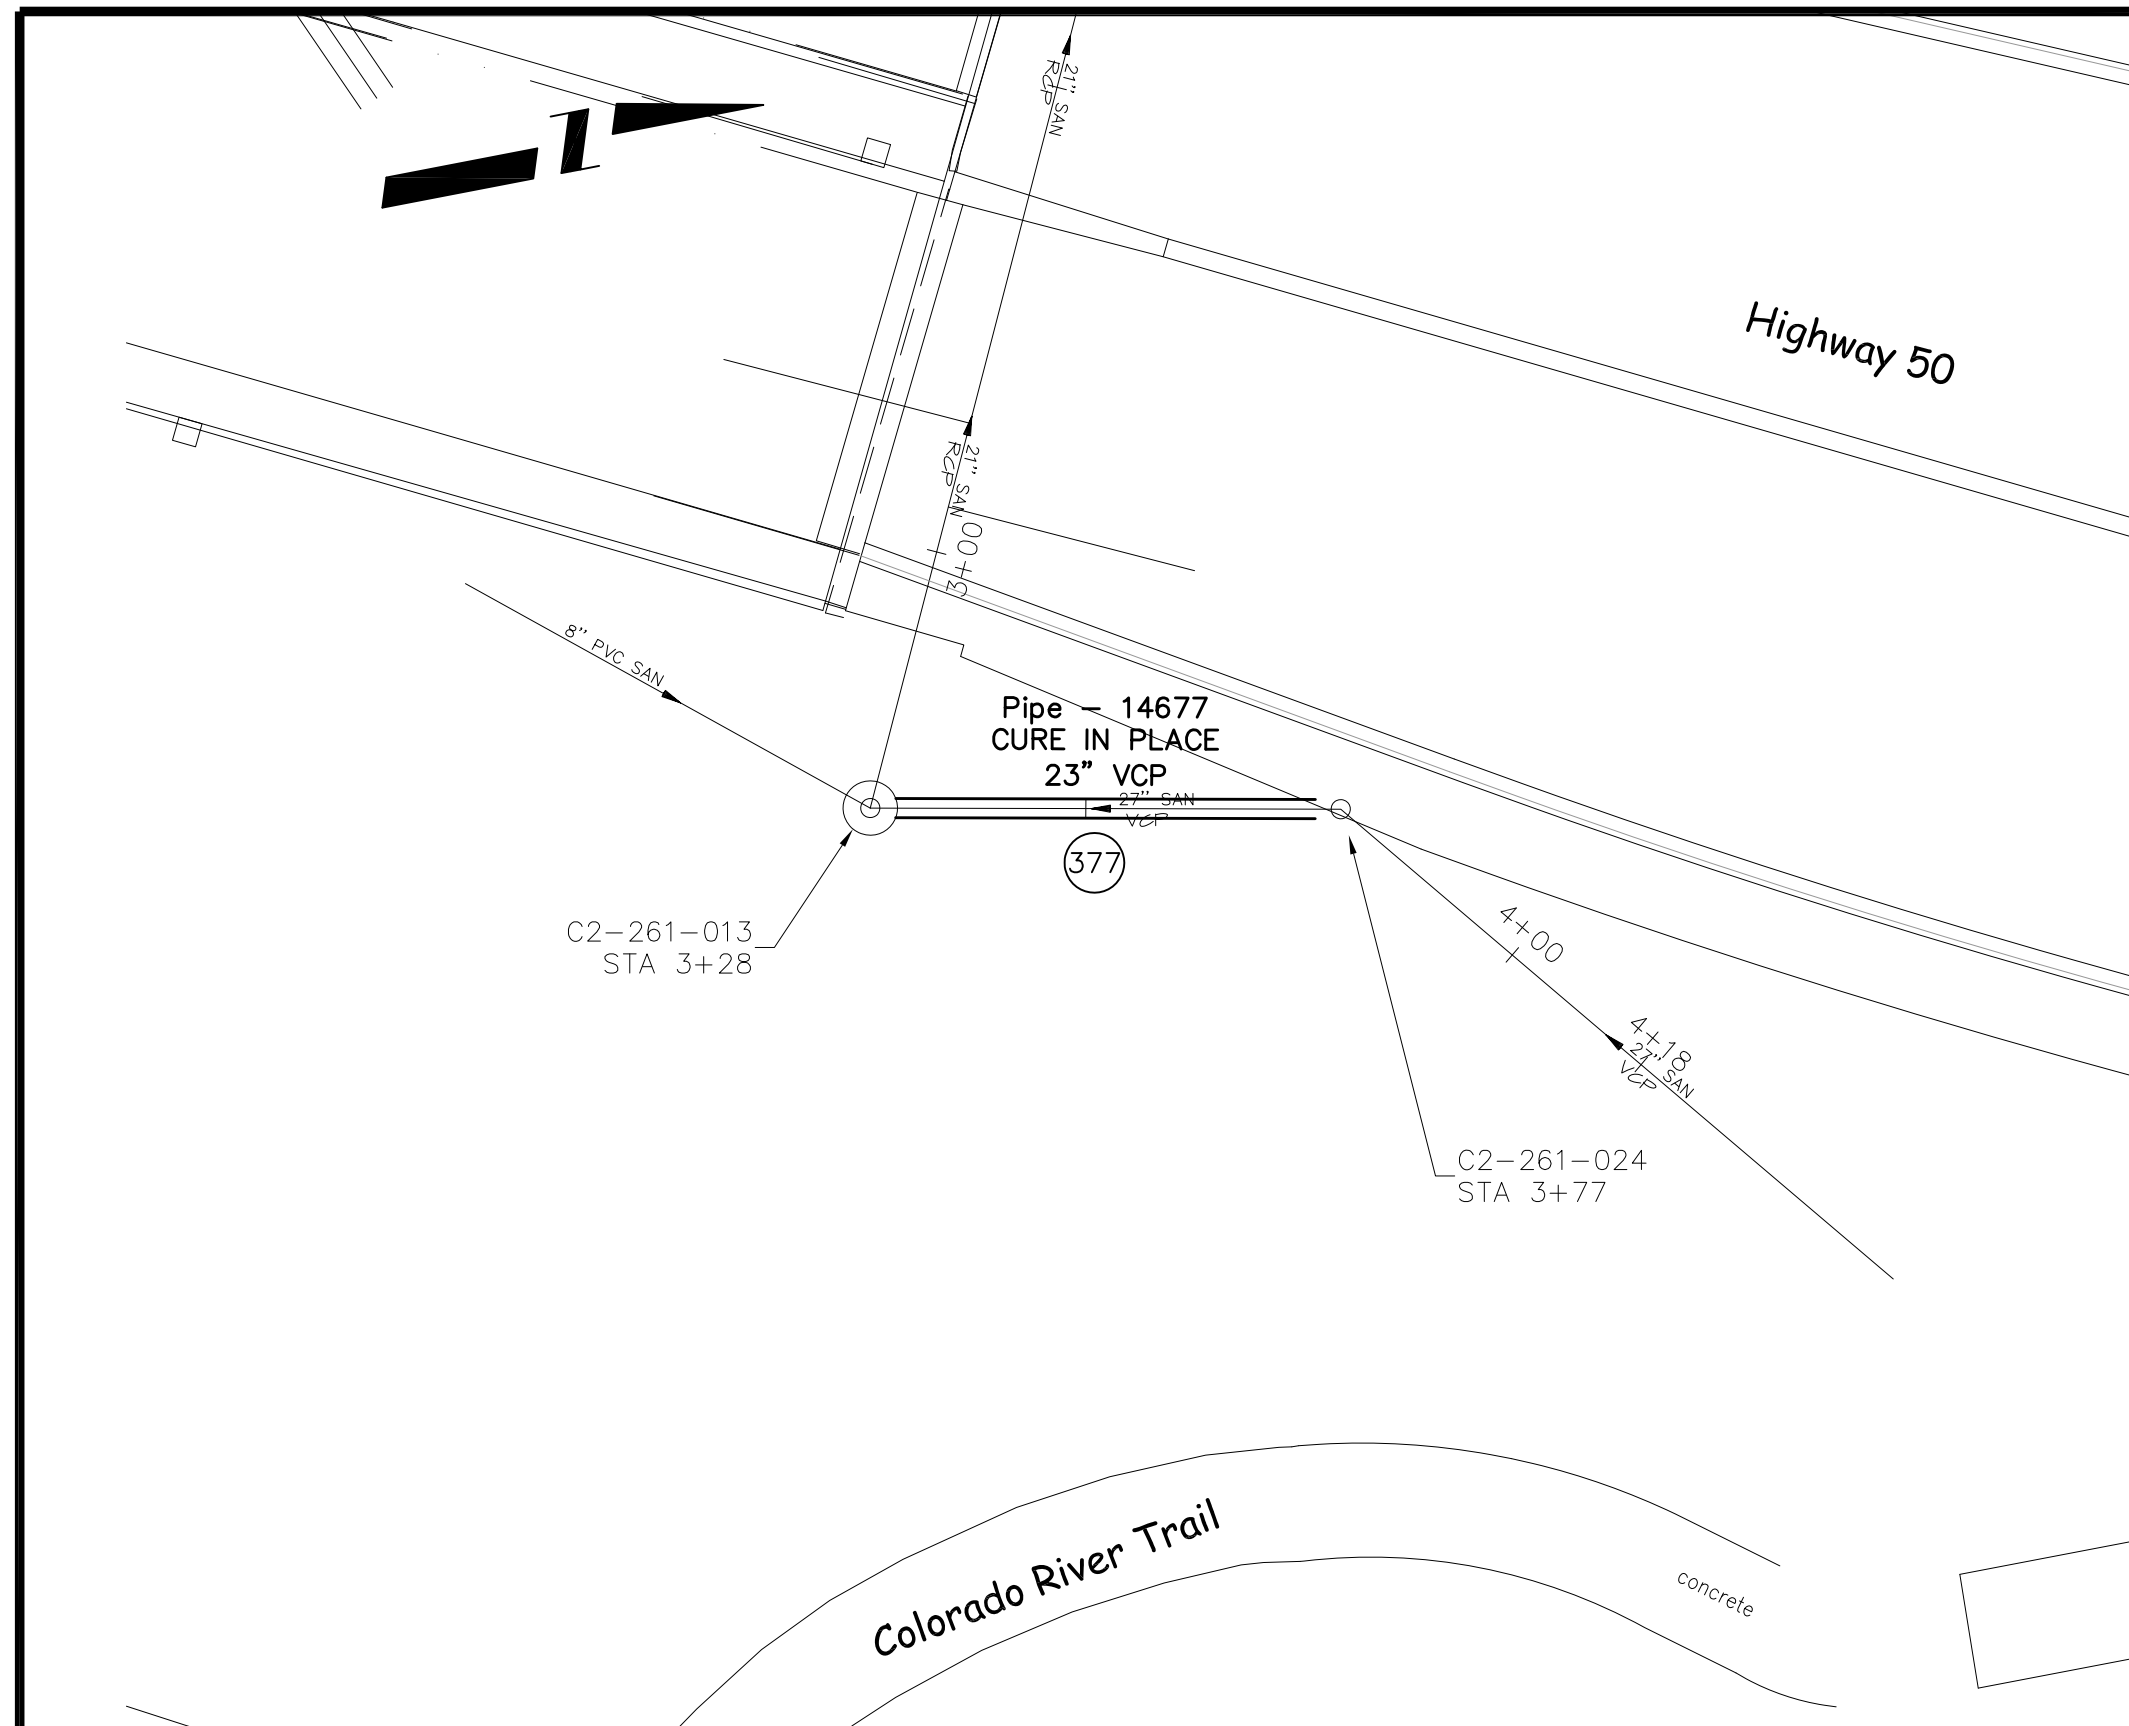 21" SAN
RCP
Highway 50
21" SAN
RCP
3+00
8" PVC SAN
Pipe - 14677
CURE IN PLACE
23" VCP
27" SAN
VCP
377
C2-261-013
STA 3+28
4+00
4+18
27" SAN
VCP
C2-261-024
STA 3+77
Colorado River Trail
concrete
N